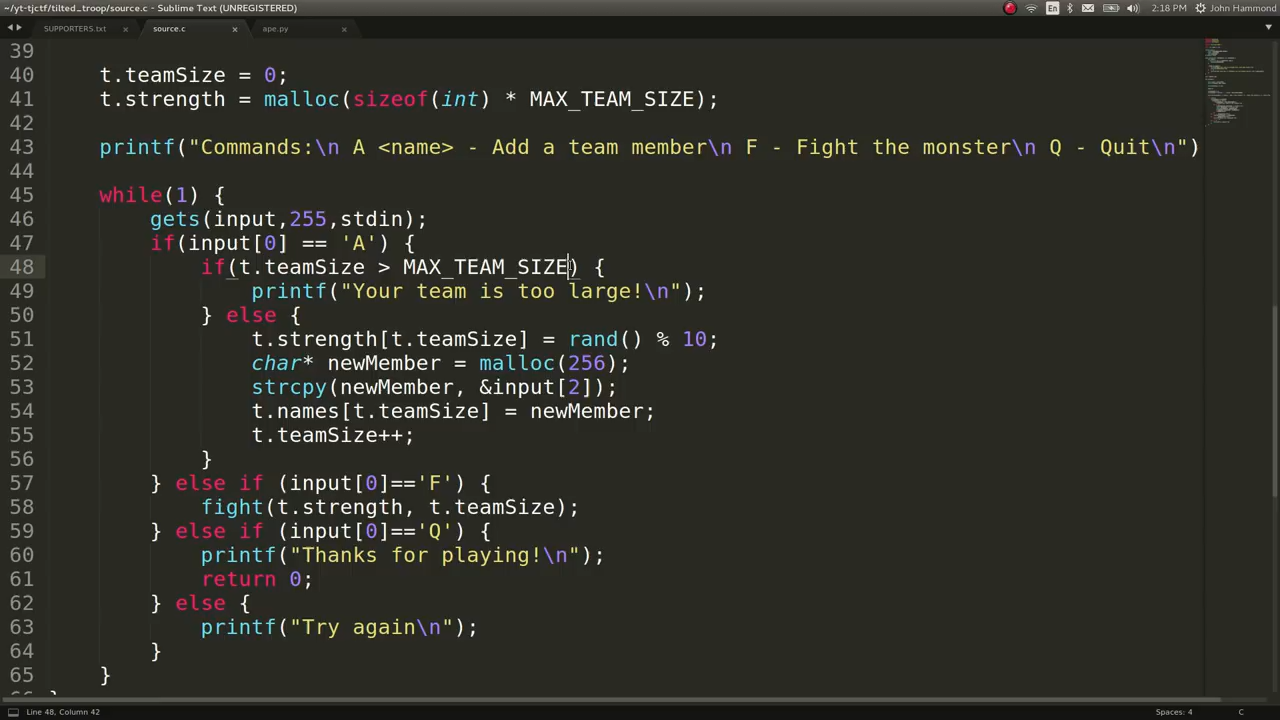 ~/yt-tjctf/tilted_troop/source.c - Sublime Text (UNREGISTERED)
En
2:18 PM
John Hammond
SUPPORTERS.txt ×
source.c ×
ape.py ×
39
40 t.teamSize = 0;
41 t.strength = malloc(sizeof(int) * MAX_TEAM_SIZE);
42
43 printf("Commands:\n A <name> - Add a team member\n F - Fight the monster\n Q - Quit\n")
44
45 while(1) {
46 gets(input,255,stdin);
47 if(input[0] == 'A') {
48 if(t.teamSize > MAX_TEAM_SIZE) {
49 printf("Your team is too large!\n");
50 } else {
51 t.strength[t.teamSize] = rand() % 10;
52 char* newMember = malloc(256);
53 strcpy(newMember, &input[2]);
54 t.names[t.teamSize] = newMember;
55 t.teamSize++;
56 }
57 } else if (input[0]=='F') {
58 fight(t.strength, t.teamSize);
59 } else if (input[0]=='Q') {
60 printf("Thanks for playing!\n");
61 return 0;
62 } else {
63 printf("Try again\n");
64 }
65 }
Line 48, Column 42
Spaces: 4
C